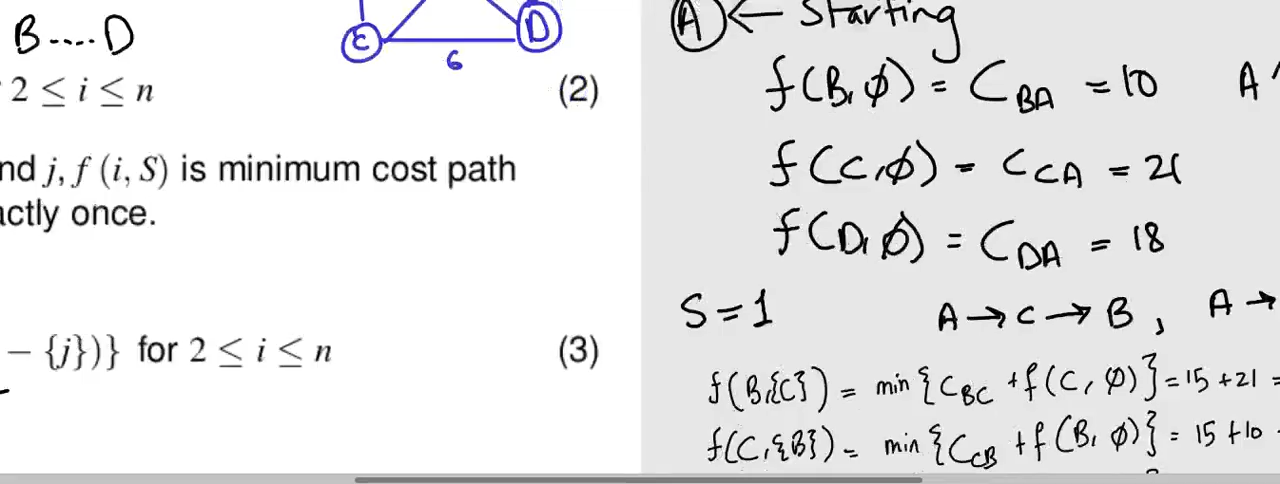 B....D
C
6
D
2 ≤ i ≤ n (2)
nd j, f (i, S) is minimum cost path
actly once.
− {j})} for 2 ≤ i ≤ n (3)
A ← Starting
f(B, ϕ) = C_BA = 10 A
f(C, ϕ) = C_CA = 21
f(D, ϕ) = C_DA = 18
S = 1 A → C → B , A →
f(B,{C}) = min {C_BC + f(C, ϕ)} = 15 + 21 =
f(C,{B}) = min {C_CB + f(B, ϕ)} = 15 + 10